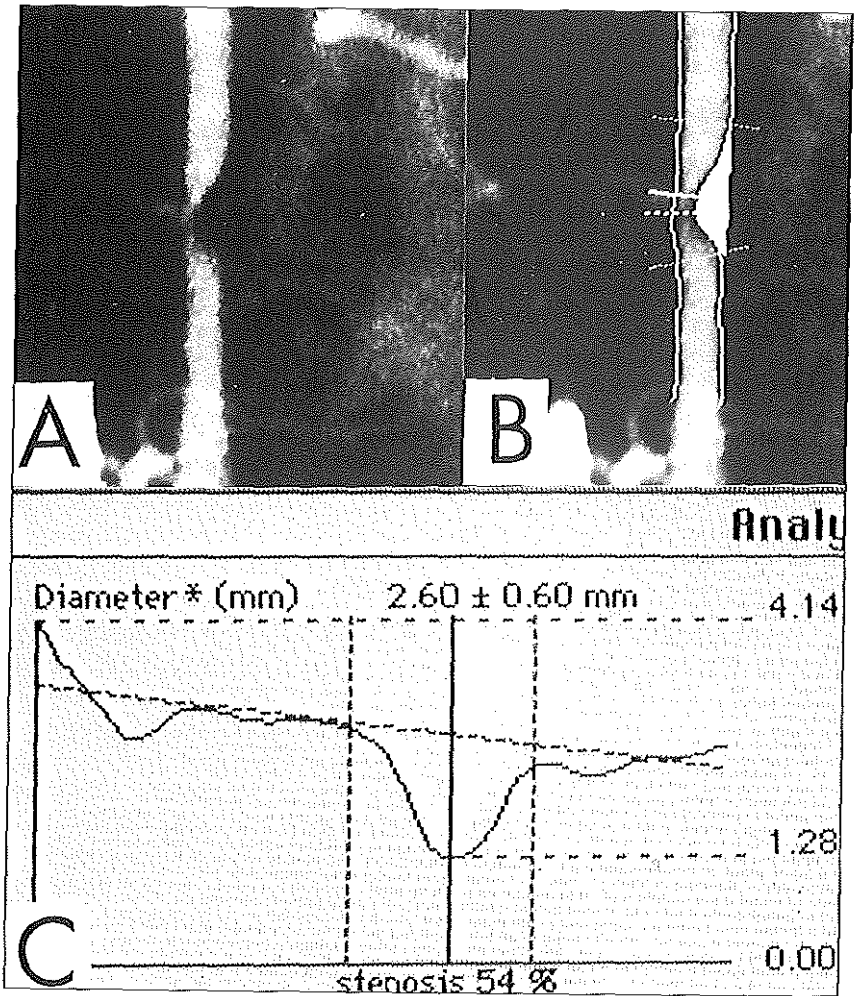 A
B
Analy
Diameter * (mm) 2.60 ± 0.60 mm 4.14
1.28
0.00
C
stenosis 54 %